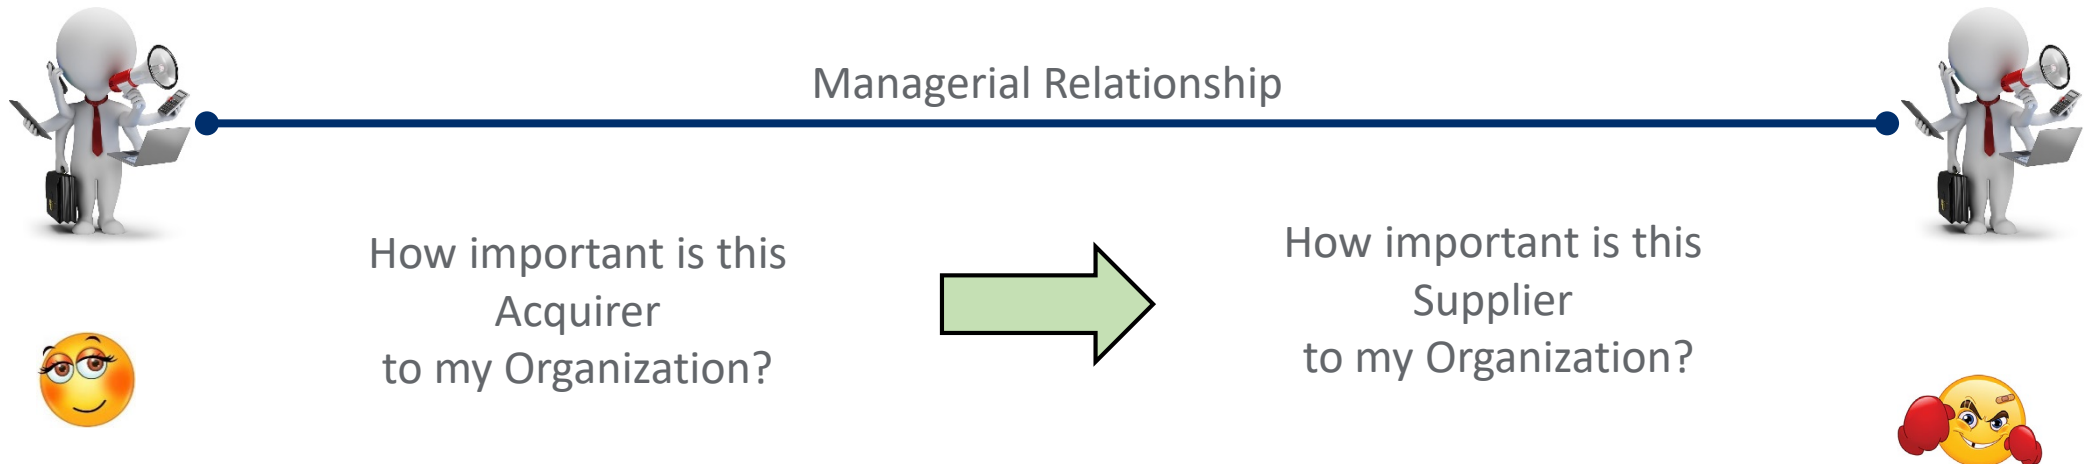 Managerial Relationship
How important is this
Acquirer
to my Organization?
How important is this
Supplier
to my Organization?